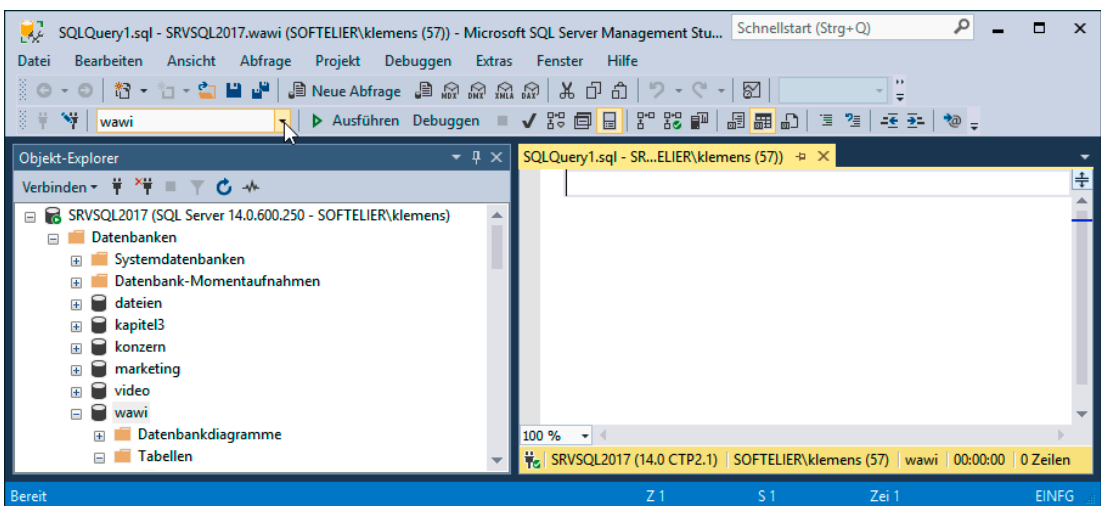 SQLQuery1.sql - SRVSQL2017.wawi (SOFTELIER\klemens (57)) - Microsoft SQL Server Management Stu...
Schnellstart (Strg+Q)
Datei Bearbeiten Ansicht Abfrage Projekt Debuggen Extras Fenster Hilfe
Neue Abfrage MDX DMX XMLA DAX
wawi Ausführen Debuggen
Objekt-Explorer
SQLQuery1.sql - SR...ELIER\klemens (57))
Verbinden
SRVSQL2017 (SQL Server 14.0.600.250 - SOFTELIER\klemens)
Datenbanken
Systemdatenbanken
Datenbank-Momentaufnahmen
dateien
kapitel3
konzern
marketing
video
wawi
Datenbankdiagramme
Tabellen
100 %
SRVSQL2017 (14.0 CTP2.1) SOFTELIER\klemens (57) wawi 00:00:00 0 Zeilen
Bereit Z 1 S 1 Zei 1 EINFG